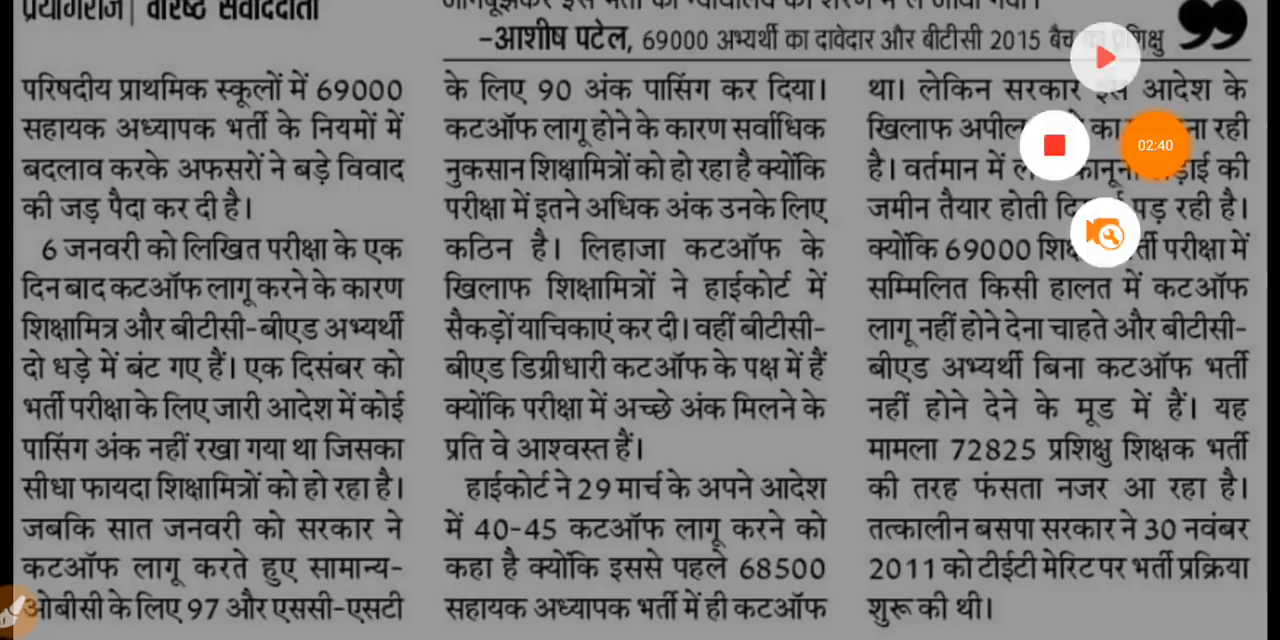 प्रयागराज| वरिष्ठ संवाददाता
-आशीष पटेल, 69000 अभ्यर्थी का दावेदार और बीटीसी 2015 बैच का प्रशिक्षु
परिषदीय प्राथमिक स्कूलों में 69000
सहायक अध्यापक भर्ती के नियमों में
बदलाव करके अफसरों ने बड़े विवाद
की जड़ पैदा कर दी है।
6 जनवरी को लिखित परीक्षा के एक
दिन बाद कटऑफ लागू करने के कारण
शिक्षामित्र और बीटीसी-बीएड अभ्यर्थी
दो धड़े में बंट गए हैं। एक दिसंबर को
भर्ती परीक्षा के लिए जारी आदेश में कोई
पासिंग अंक नहीं रखा गया था जिसका
सीधा फायदा शिक्षामित्रों को हो रहा है।
जबकि सात जनवरी को सरकार ने
कटऑफ लागू करते हुए सामान्य-
ओबीसी के लिए 97 और एससी-एसटी
के लिए 90 अंक पासिंग कर दिया।
कटऑफ लागू होने के कारण सर्वाधिक
नुकसान शिक्षामित्रों को हो रहा है क्योंकि
परीक्षा में इतने अधिक अंक उनके लिए
कठिन है। लिहाजा कटऑफ के
खिलाफ शिक्षामित्रों ने हाईकोर्ट में
सैकड़ों याचिकाएं कर दी। वहीं बीटीसी-
बीएड डिग्रीधारी कटऑफ के पक्ष में हैं
क्योंकि परीक्षा में अच्छे अंक मिलने के
प्रति वे आश्वस्त हैं।
हाईकोर्ट ने 29 मार्च के अपने आदेश
में 40-45 कटऑफ लागू करने को
कहा है क्योंकि इससे पहले 68500
सहायक अध्यापक भर्ती में ही कटऑफ
था। लेकिन सरकार इस आदेश के
खिलाफ अपील का रही
है। वर्तमान में की
जमीन तैयार होती पड़ रही है।
क्योंकि 69000 परीक्षा में
सम्मिलित किसी हालत में कटऑफ
लागू नहीं होने देना चाहते और बीटीसी-
बीएड अभ्यर्थी बिना कटऑफ भर्ती
नहीं होने देने के मूड में हैं। यह
मामला 72825 प्रशिक्षु शिक्षक भर्ती
की तरह फंसता नजर आ रहा है।
तत्कालीन बसपा सरकार ने 30 नवंबर
2011 को टीईटी मेरिट पर भर्ती प्रक्रिया
शुरू की थी।
02:40